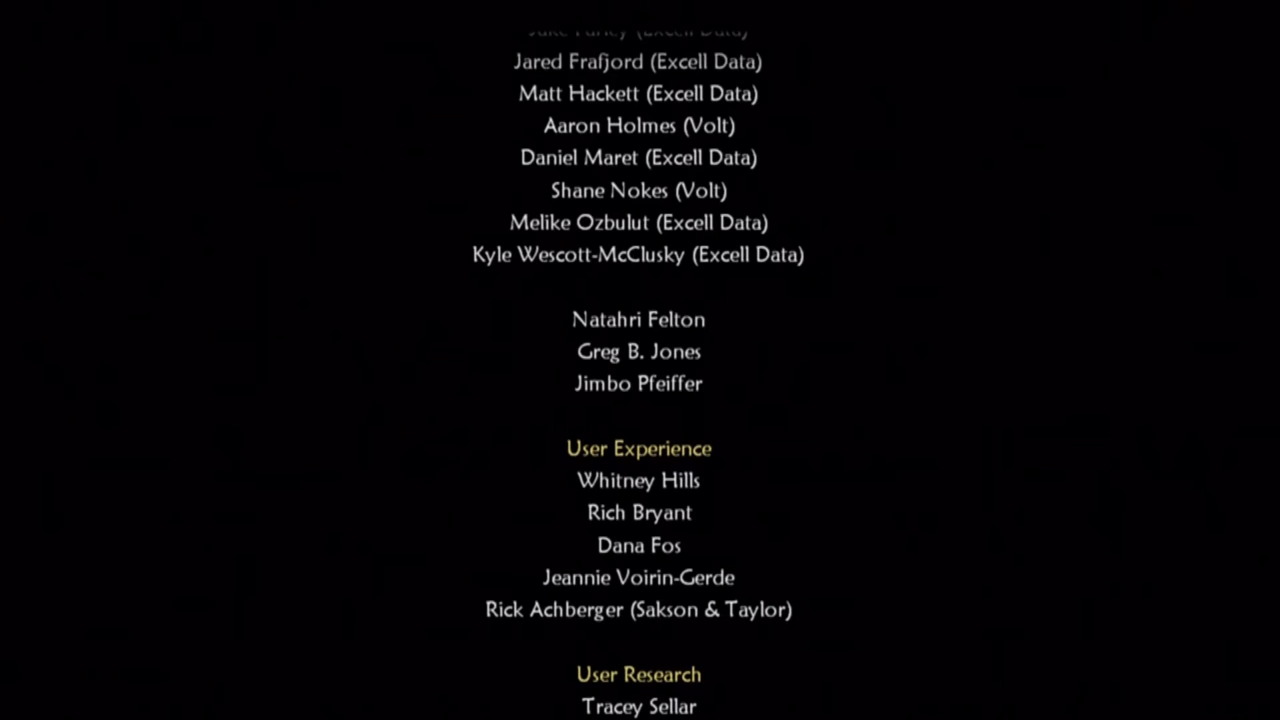 Jared Frafjord (Excell Data)
Matt Hackett (Excell Data)
Aaron Holmes (Volt)
Daniel Maret (Excell Data)
Shane Nokes (Volt)
Melike Ozbulut (Excell Data)
Kyle Wescott-McClusky (Excell Data)
Natahri Felton
Greg B. Jones
Jimbo Pfeiffer
User Experience
Whitney Hills
Rich Bryant
Dana Fos
Jeannie Voirin-Gerde
Rick Achberger (Sakson & Taylor)
User Research
Tracey Sellar